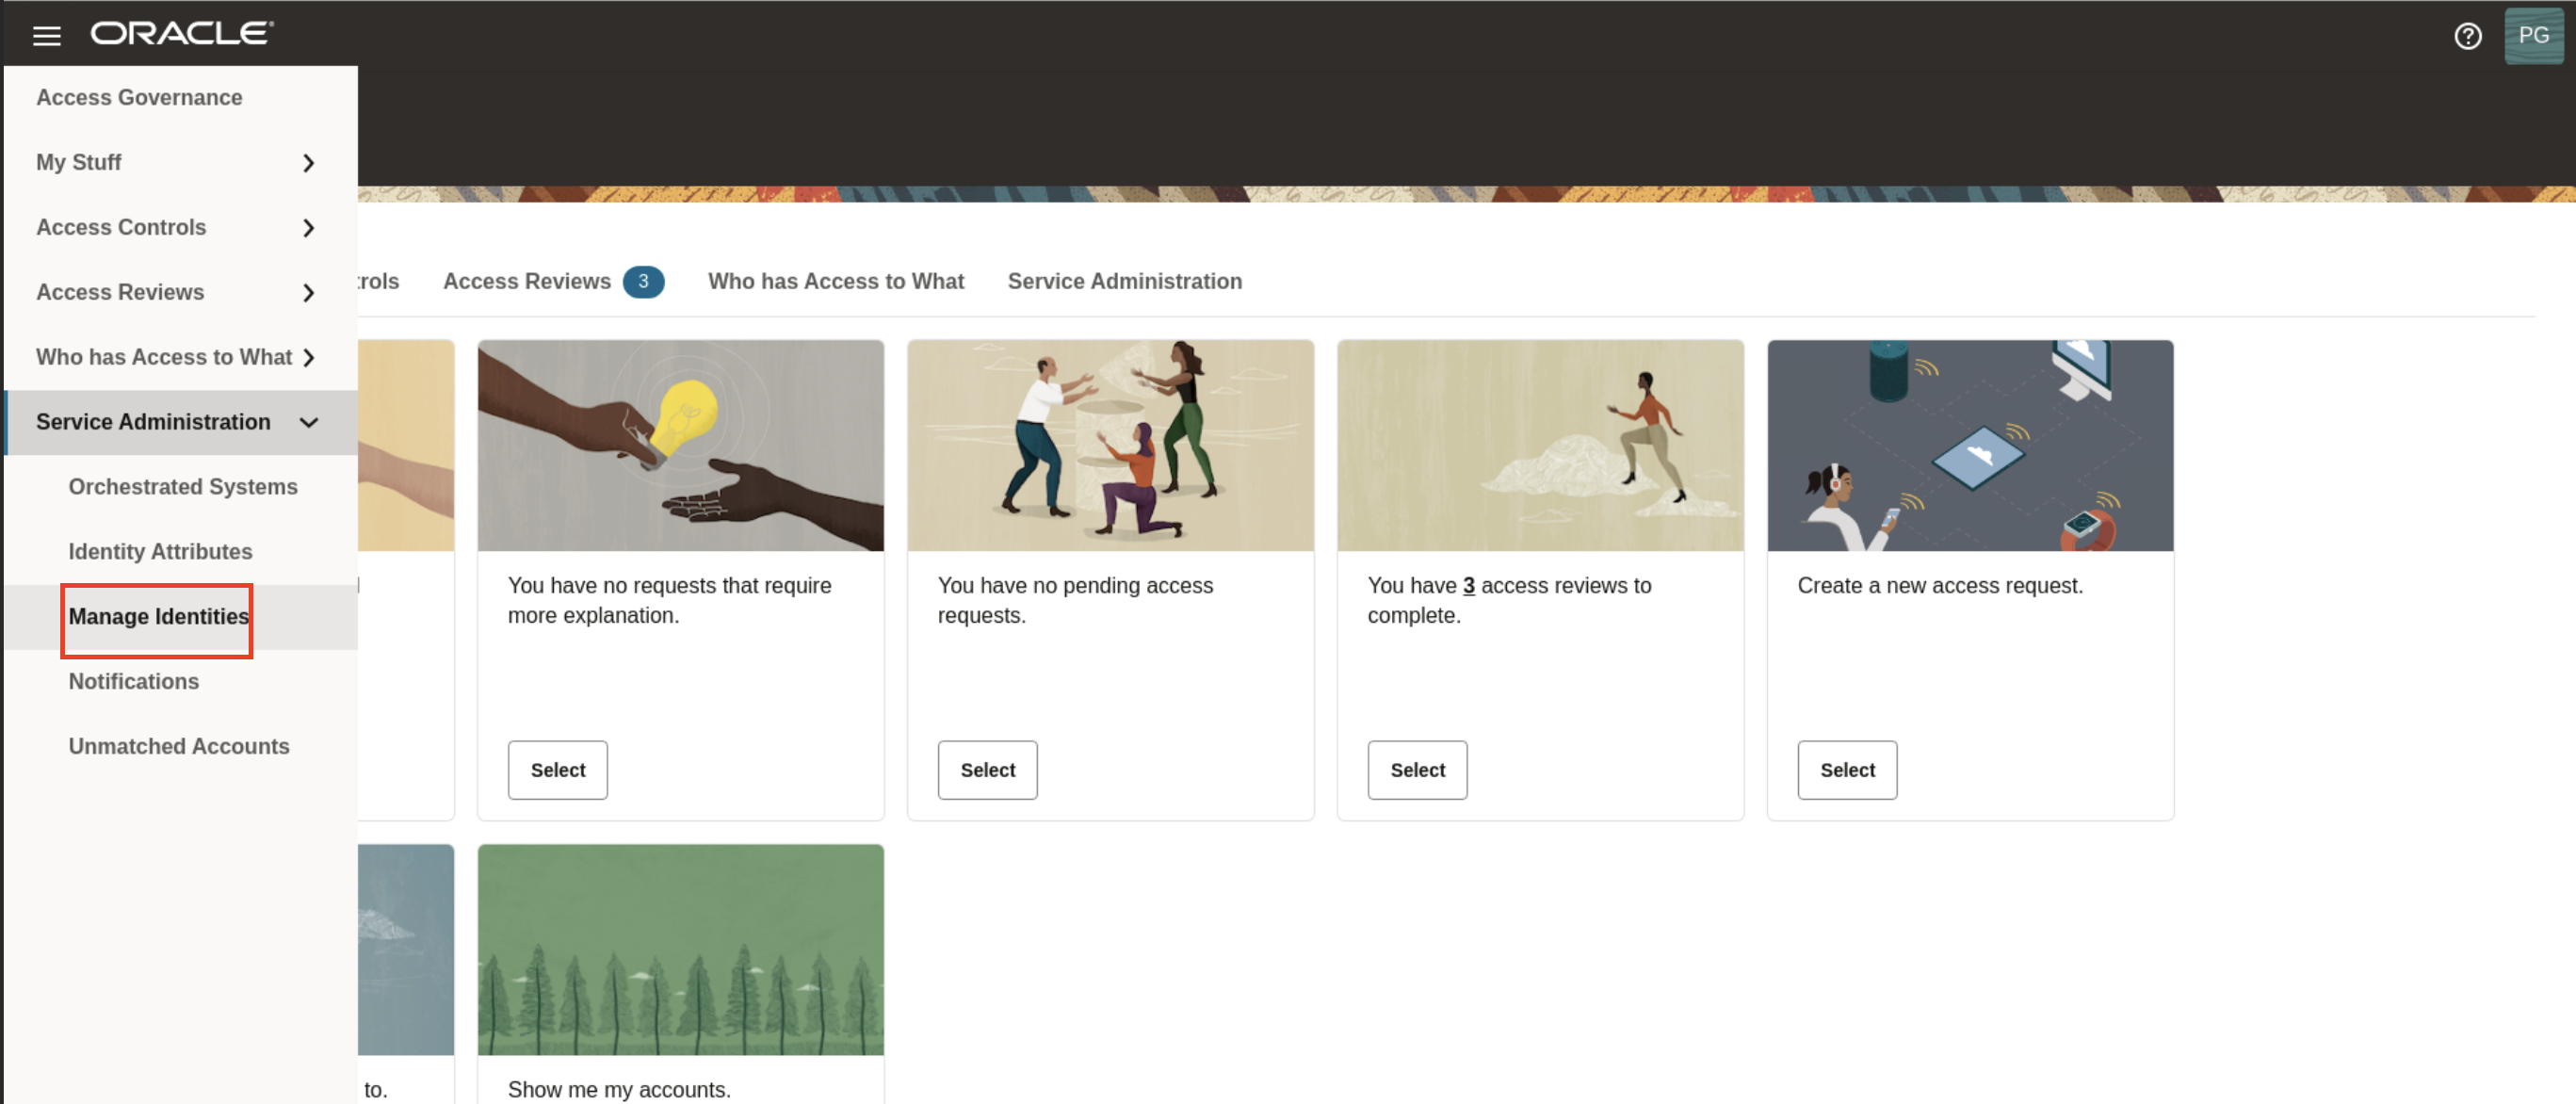 ORACLE
PG
Access Governance
My Stuff
Access Controls
Access Reviews
Who has Access to What
Service Administration
Orchestrated Systems
Identity Attributes
Manage Identities
Notifications
Unmatched Accounts
trols
Access Reviews 3
Who has Access to What
Service Administration
You have no requests that require
more explanation.
Select
You have no pending access
requests.
Select
You have 3 access reviews to
complete.
Select
Create a new access request.
Select
to.
Show me my accounts.